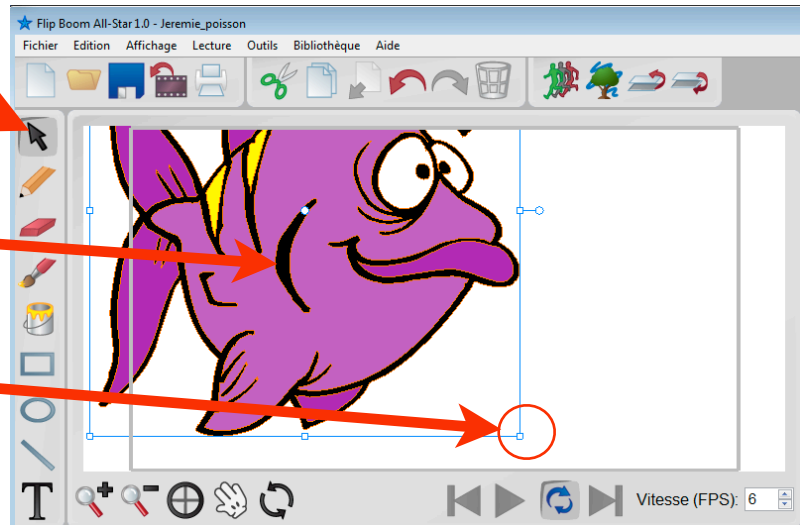 Flip Boom All-Star 1.0 - Jeremie_poisson
Fichier Edition Affichage Lecture Outils Bibliothèque Aide
T
Vitesse (FPS): 6